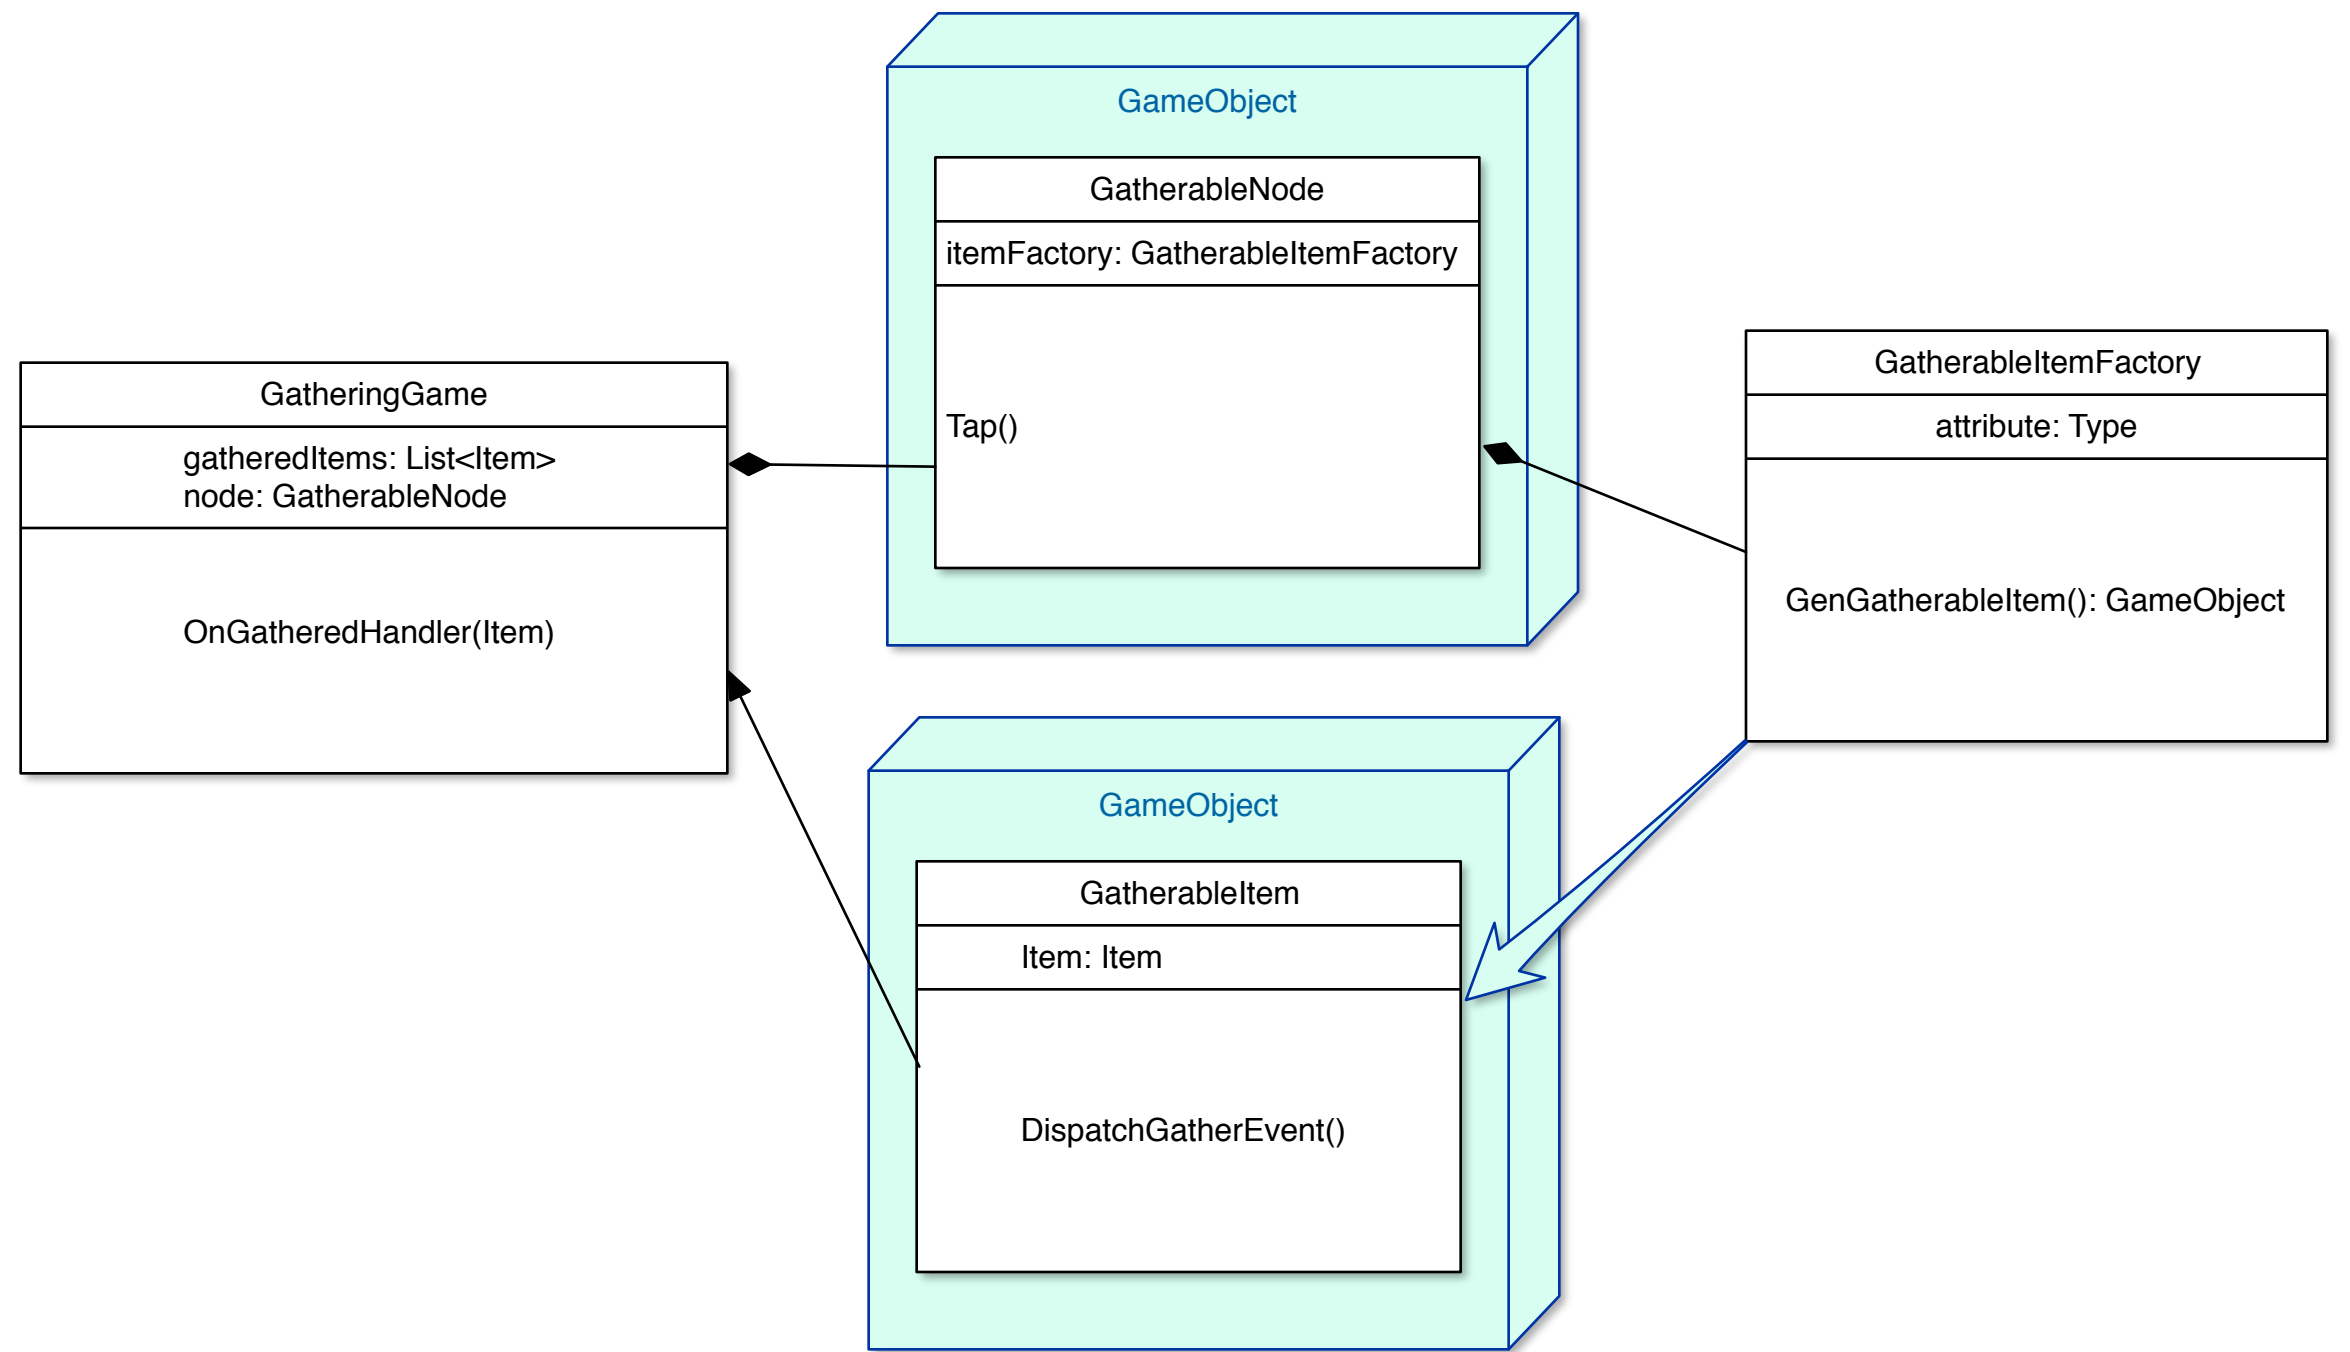 GameObject
GatherableNode
itemFactory: GatherableItemFactory
Tap()
GatheringGame
gatheredItems: List<Item>
node: GatherableNode
OnGatheredHandler(Item)
GatherableItemFactory
attribute: Type
GenGatherableItem(): GameObject
GameObject
GatherableItem
Item: Item
DispatchGatherEvent()